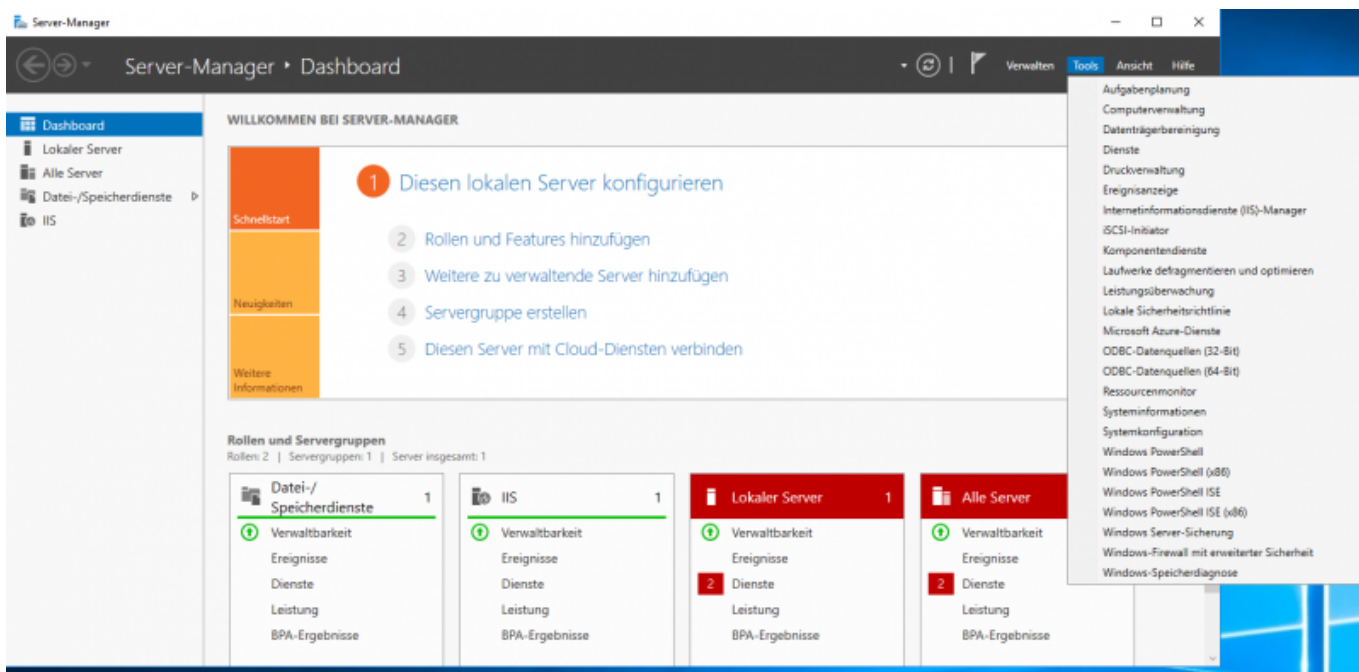 Server-Manager
Server-Manager • Dashboard
Verwalten Tools Ansicht Hilfe
Dashboard
Lokaler Server
Alle Server
Datei-/Speicherdienste
IIS
WILLKOMMEN BEI SERVER-MANAGER
Schnellstart
Neuigkeiten
Weitere
Informationen
1 Diesen lokalen Server konfigurieren
2 Rollen und Features hinzufügen
3 Weitere zu verwaltende Server hinzufügen
4 Servergruppe erstellen
5 Diesen Server mit Cloud-Diensten verbinden
Rollen und Servergruppen
Rollen: 2 | Servergruppen: 1 | Server insgesamt: 1
Datei-/
Speicherdienste 1
Verwaltbarkeit
Ereignisse
Dienste
Leistung
BPA-Ergebnisse
IIS 1
Verwaltbarkeit
Ereignisse
Dienste
Leistung
BPA-Ergebnisse
Lokaler Server 1
Verwaltbarkeit
Ereignisse
2 Dienste
Leistung
BPA-Ergebnisse
Alle Server
Verwaltbarkeit
Ereignisse
2 Dienste
Leistung
BPA-Ergebnisse
Aufgabenplanung
Computerverwaltung
Datenträgerbereinigung
Dienste
Druckverwaltung
Ereignisanzeige
Internetinformationsdienste (IIS)-Manager
iSCSI-Initiator
Komponentendienste
Laufwerke defragmentieren und optimieren
Leistungsüberwachung
Lokale Sicherheitsrichtlinie
Microsoft Azure-Dienste
ODBC-Datenquellen (32-Bit)
ODBC-Datenquellen (64-Bit)
Ressourcenmonitor
Systeminformationen
Systemkonfiguration
Windows PowerShell
Windows PowerShell (x86)
Windows PowerShell ISE
Windows PowerShell ISE (x86)
Windows Server-Sicherung
Windows-Firewall mit erweiterter Sicherheit
Windows-Speicherdiagnose